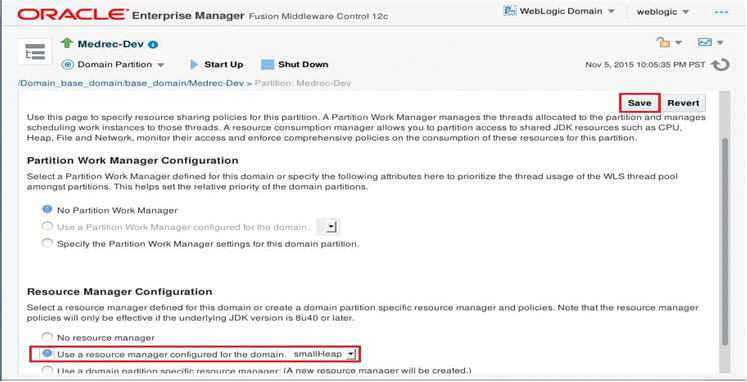 ORACLE Enterprise Manager Fusion Middleware Control 12c
WebLogic Domain
weblogic
Medrec-Dev
Domain Partition
Start Up
Shut Down
Nov 5, 2015 10:05:35 PM PST
/Domain_base_domain/base_domain/Medrec-Dev > Partition: Medrec-Dev
Save
Revert
Use this page to specify resource sharing policies for this partition. A Partition Work Manager manages the threads allocated to the partition and manages
scheduling work instances to those threads. A resource consumption manager allows you to partition access to shared JDK resources such as CPU,
Heap, File and Network, monitor their access and enforce comprehensive policies on the consumption of these resources for this partition.
Partition Work Manager Configuration
Select a Partition Work Manager defined for this domain or specify the following attributes here to prioritize the thread usage of the WLS thread pool
amongst partitions. This helps set the relative priority of the domain partitions.
No Partition Work Manager
Use a Partition Work Manager configured for the domain.
Specify the Partition Work Manager settings for this domain partition.
Resource Manager Configuration
Select a resource manager defined for this domain or create a domain partition specific resource manager and policies. Note that the resource manager
policies will only be effective if the underlying JDK version is 8u40 or later.
No resource manager
Use a resource manager configured for the domain. smallHeap
Use a domain partition specific resource manager: (A new resource manager will be created.)